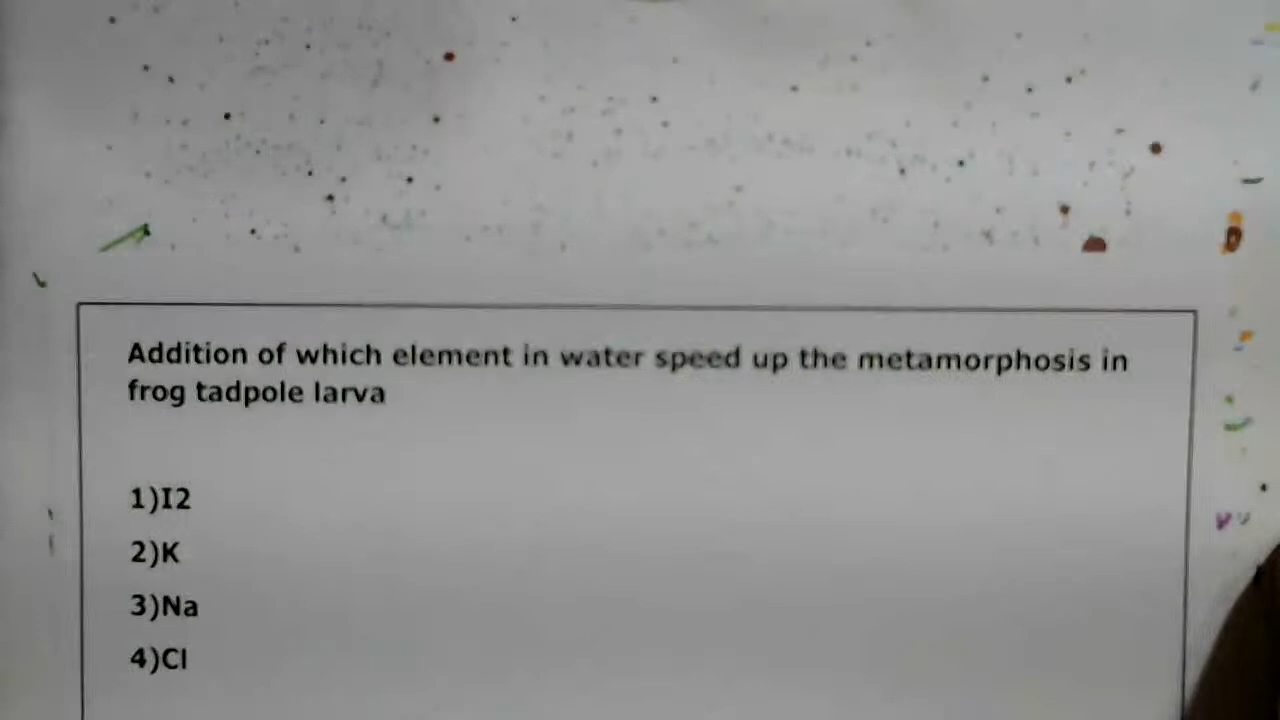 Addition of which element in water speed up the metamorphosis in
frog tadpole larva
1)I2
2)K
3)Na
4)Cl